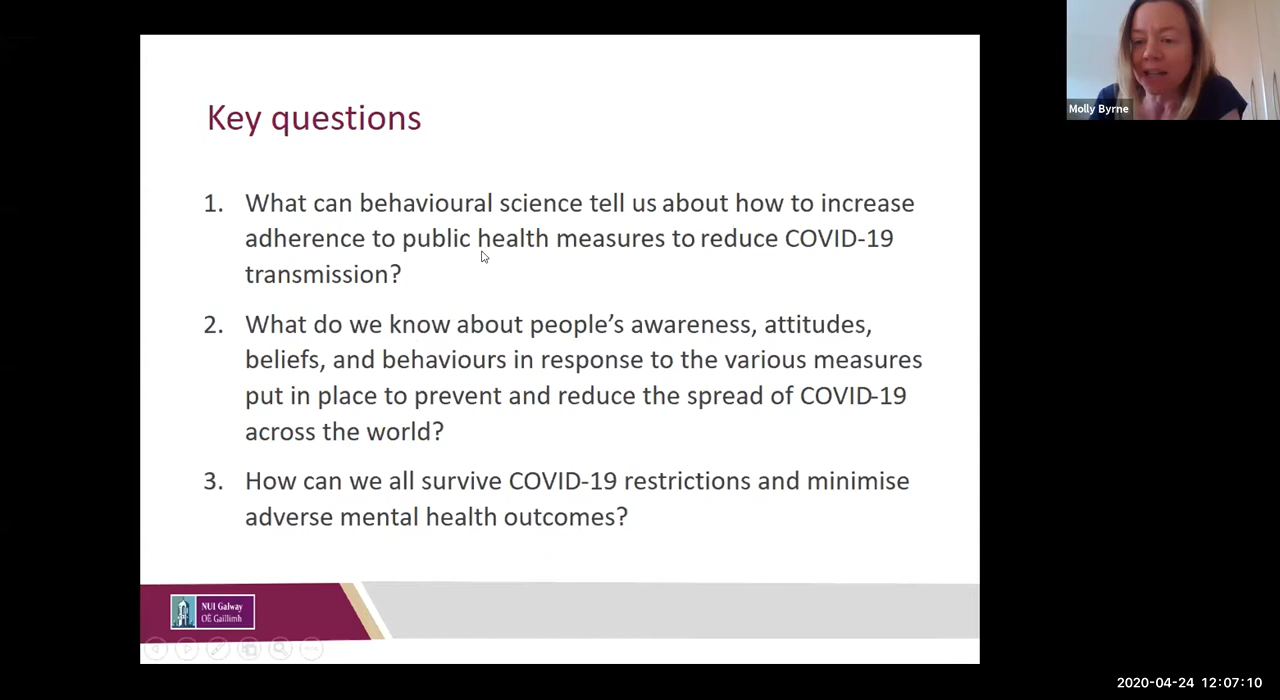 Key questions
1. What can behavioural science tell us about how to increase
adherence to public health measures to reduce COVID-19
transmission?
2. What do we know about people’s awareness, attitudes,
beliefs, and behaviours in response to the various measures
put in place to prevent and reduce the spread of COVID-19
across the world?
3. How can we all survive COVID-19 restrictions and minimise
adverse mental health outcomes?
NUI Galway
OÉ Gaillimh
Molly Byrne
2020-04-24 12:07:10